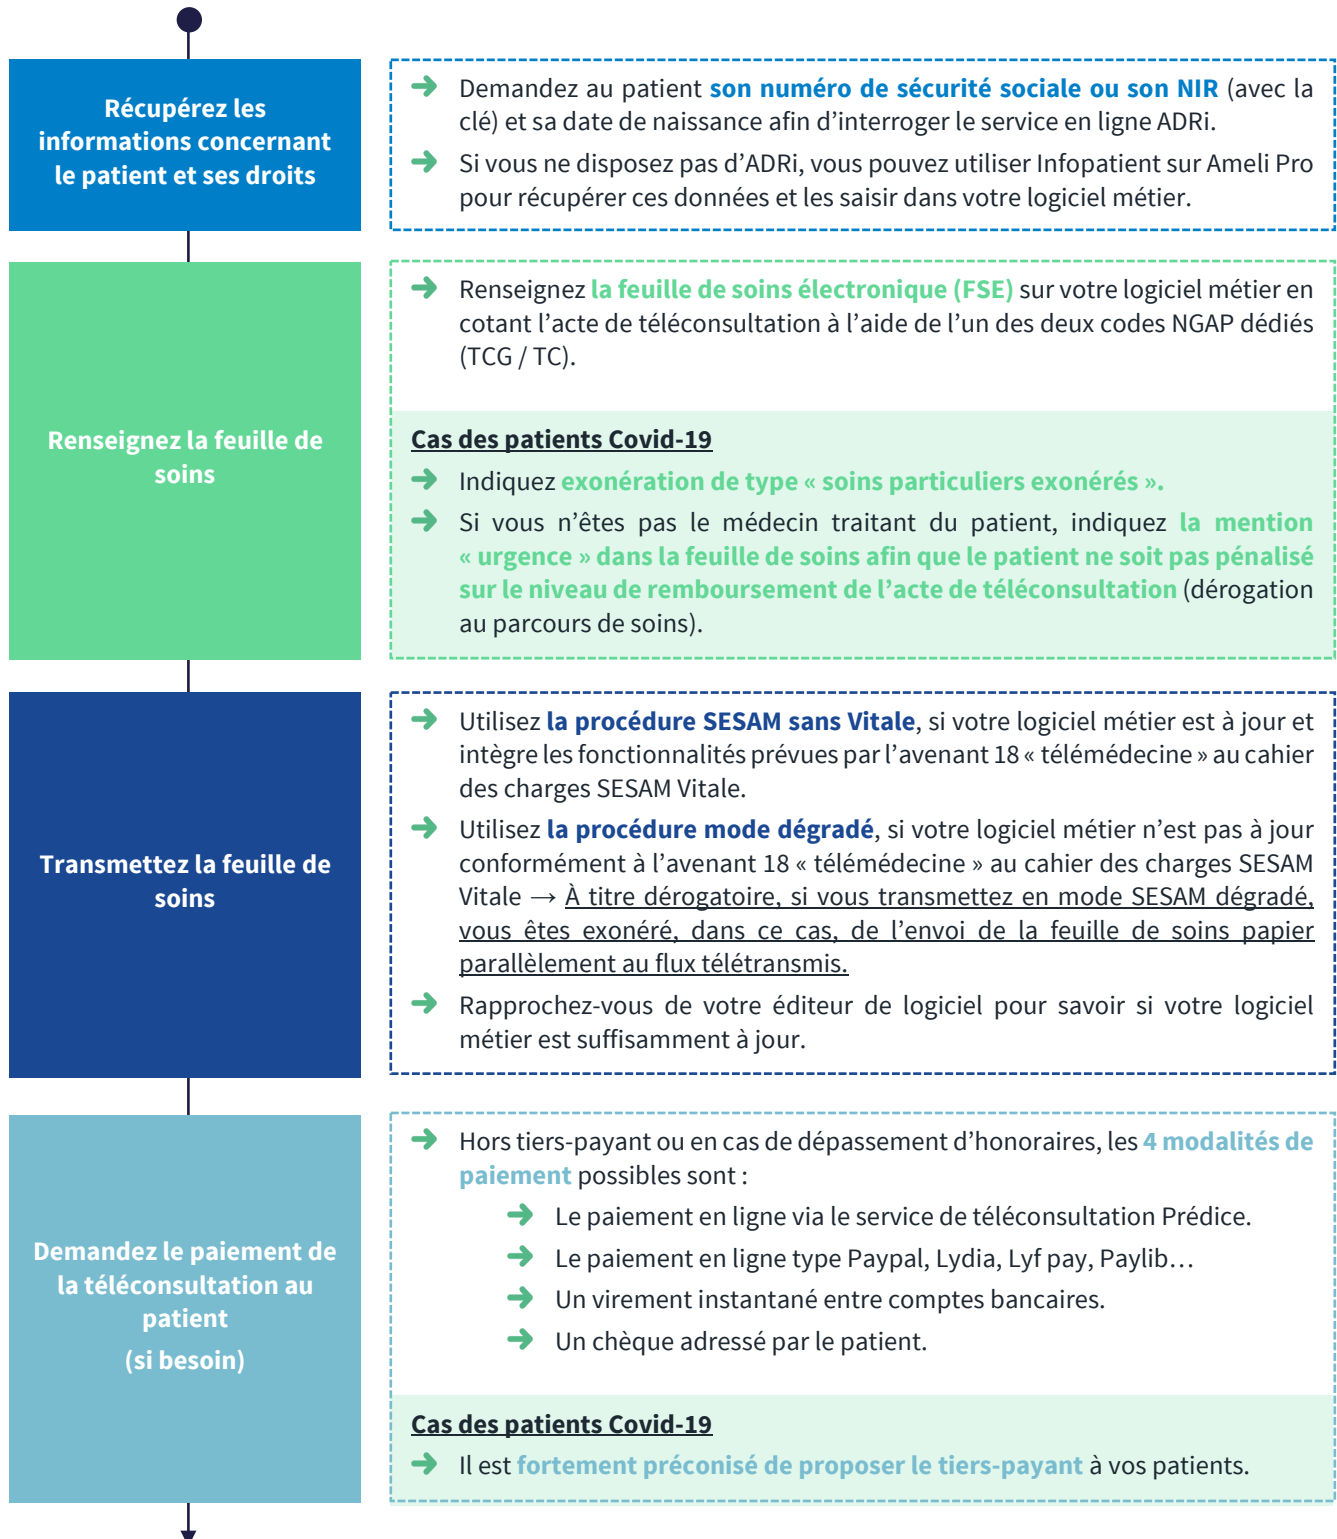 Récupérez les
informations concernant
le patient et ses droits
➔ Demandez au patient son numéro de sécurité sociale ou son NIR (avec la
clé) et sa date de naissance afin d’interroger le service en ligne ADRi.
➔ Si vous ne disposez pas d’ADRi, vous pouvez utiliser Infopatient sur Ameli Pro
pour récupérer ces données et les saisir dans votre logiciel métier.
Renseignez la feuille de
soins
➔ Renseignez la feuille de soins électronique (FSE) sur votre logiciel métier en
cotant l’acte de téléconsultation à l’aide de l’un des deux codes NGAP dédiés
(TCG / TC).
Cas des patients Covid-19
➔ Indiquez exonération de type « soins particuliers exonérés ».
➔ Si vous n’êtes pas le médecin traitant du patient, indiquez la mention
« urgence » dans la feuille de soins afin que le patient ne soit pas pénalisé
sur le niveau de remboursement de l’acte de téléconsultation (dérogation
au parcours de soins).
Transmettez la feuille de
soins
➔ Utilisez la procédure SESAM sans Vitale, si votre logiciel métier est à jour et
intègre les fonctionnalités prévues par l’avenant 18 « télémédecine » au cahier
des charges SESAM Vitale.
➔ Utilisez la procédure mode dégradé, si votre logiciel métier n’est pas à jour
conformément à l’avenant 18 « télémédecine » au cahier des charges SESAM
Vitale → À titre dérogatoire, si vous transmettez en mode SESAM dégradé,
vous êtes exonéré, dans ce cas, de l’envoi de la feuille de soins papier
parallèlement au flux télétransmis.
➔ Rapprochez-vous de votre éditeur de logiciel pour savoir si votre logiciel
métier est suffisamment à jour.
Demandez le paiement de
la téléconsultation au
patient
(si besoin)
➔ Hors tiers-payant ou en cas de dépassement d’honoraires, les 4 modalités de
paiement possibles sont :
➔ Le paiement en ligne via le service de téléconsultation Prédice.
➔ Le paiement en ligne type Paypal, Lydia, Lyf pay, Paylib…
➔ Un virement instantané entre comptes bancaires.
➔ Un chèque adressé par le patient.
Cas des patients Covid-19
➔ Il est fortement préconisé de proposer le tiers-payant à vos patients.